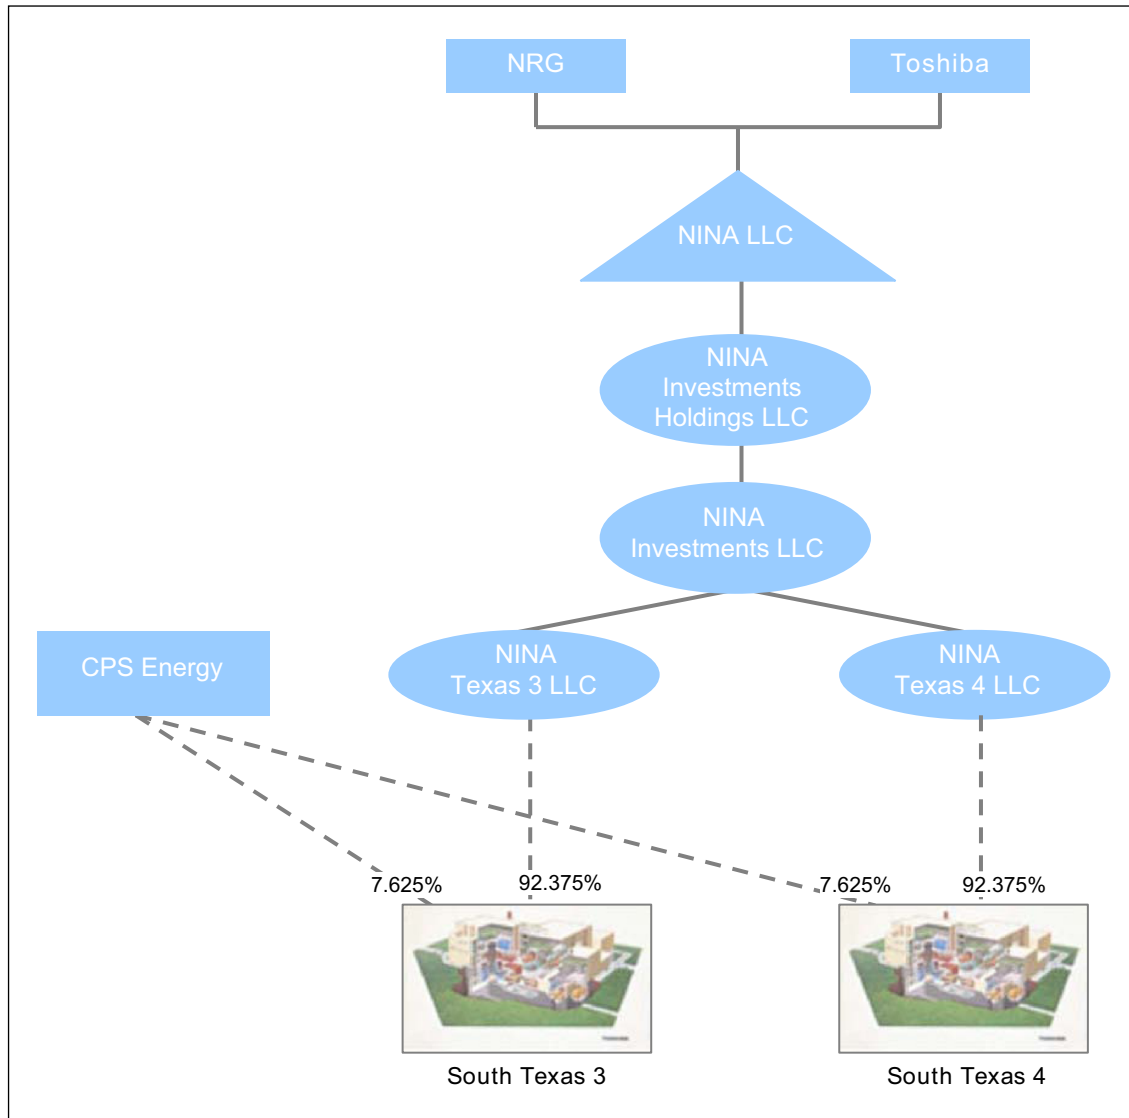 NRG
Toshiba
NINA LLC
NINA
Investments
Holdings LLC
NINA
Investments LLC
CPS Energy
NINA
Texas 3 LLC
NINA
Texas 4 LLC
7.625%
92.375%
7.625%
92.375%
South Texas 3
South Texas 4